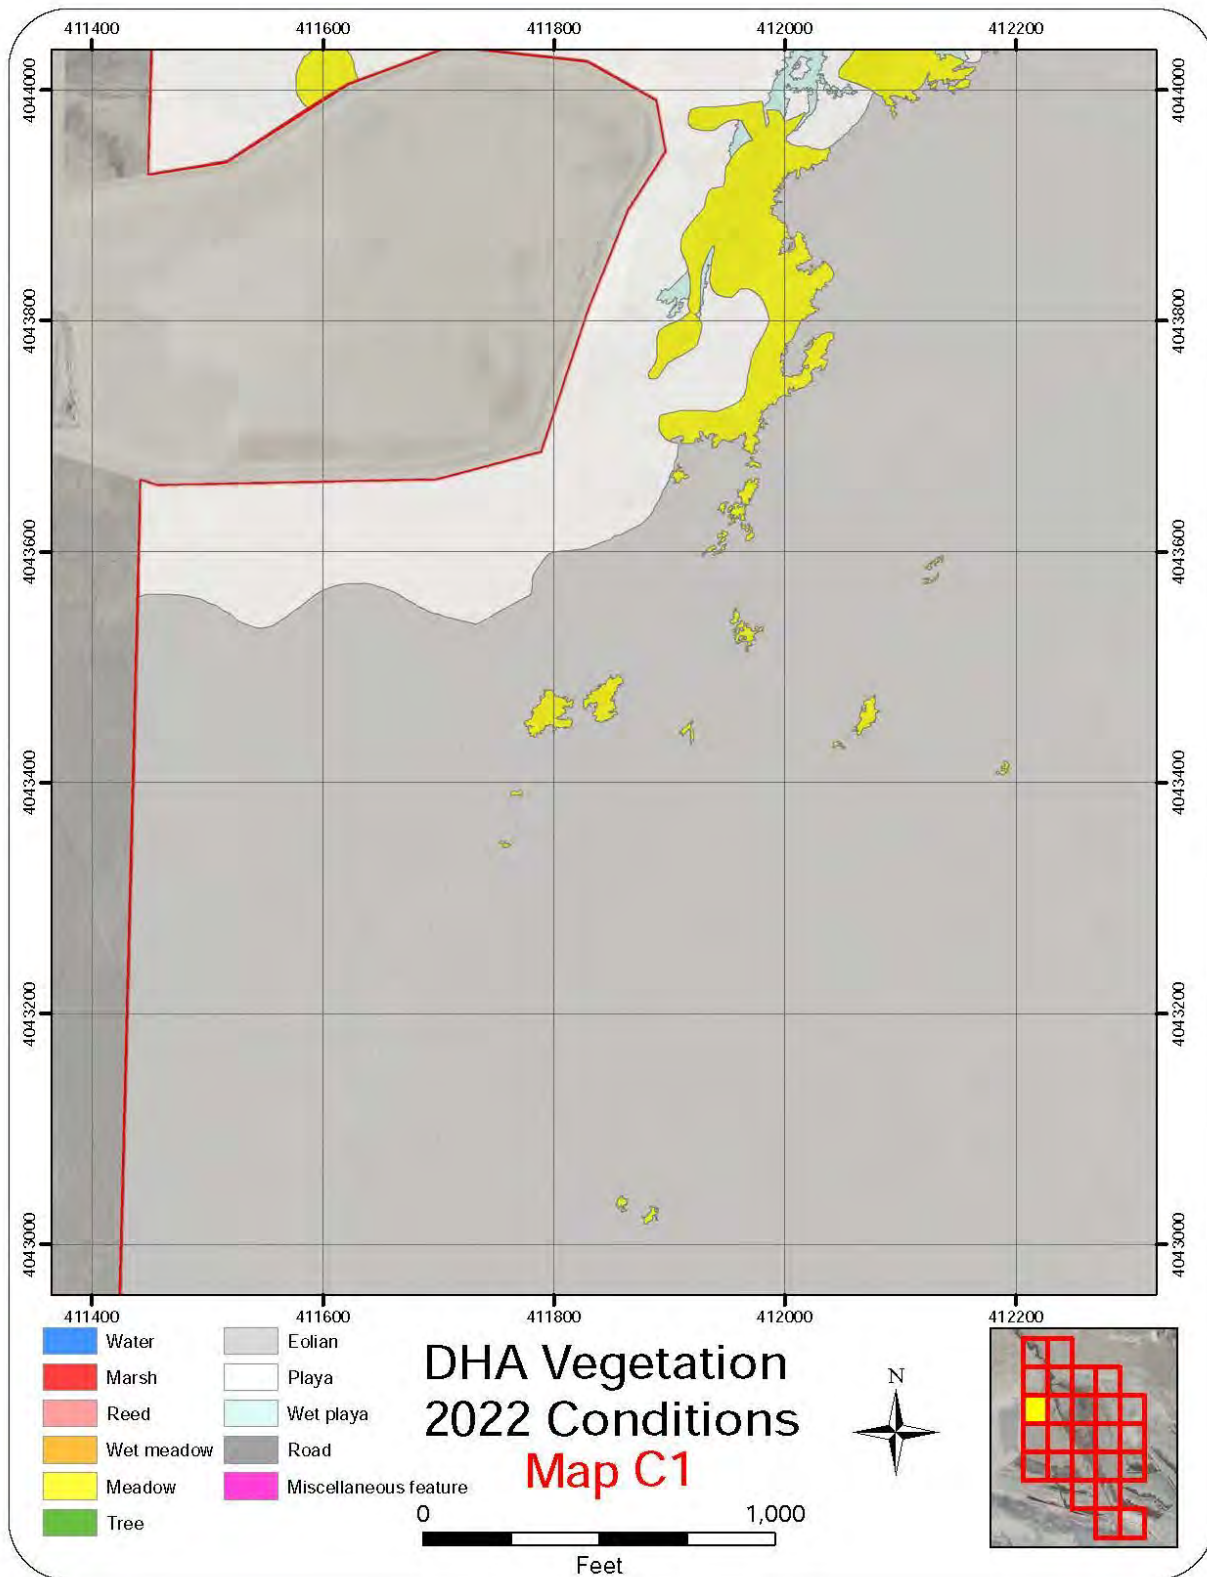 411400 411600 411800 412000 412200
4044000 4044000
4043800 4043800
4043600 4043600
4043400 4043400
4043200 4043200
4043000 4043000
411400 411600 411800 412000 412200
Water
Marsh
Reed
Wet meadow
Meadow
Tree
Eolian
Playa
Wet playa
Road
Miscellaneous feature
DHA Vegetation
2022 Conditions
Map C1
0 1,000
Feet
N